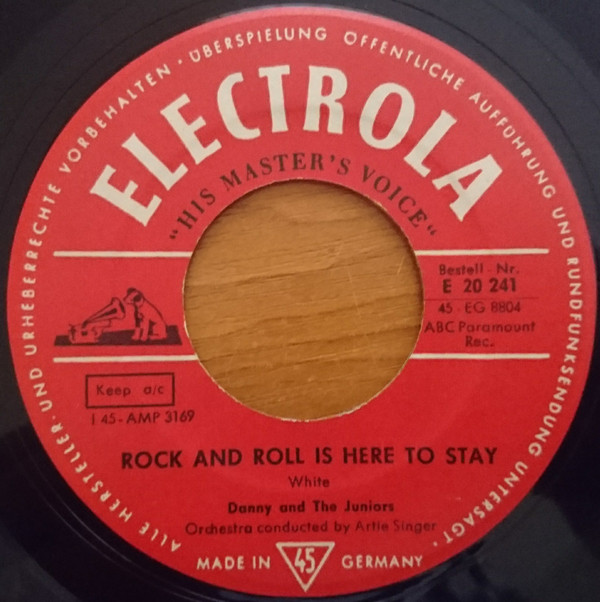 ALLE HERSTELLER- UND URHEBERRECHTE VORBEHALTEN · ÜBERSPIELUNG ÖFFENTLICHE AUFFÜHRUNG UND RUNDFUNKSENDUNG UNTERSAGT ·
ELECTROLA
"HIS MASTER'S VOICE"
Bestell-Nr.
E 20 241
45-EG 8804
ABC Paramount
Rec.
Keep a/c
I 45-AMP 3169
ROCK AND ROLL IS HERE TO STAY
White
Danny and The Juniors
Orchestra conducted by Artie Singer
MADE IN 45 GERMANY